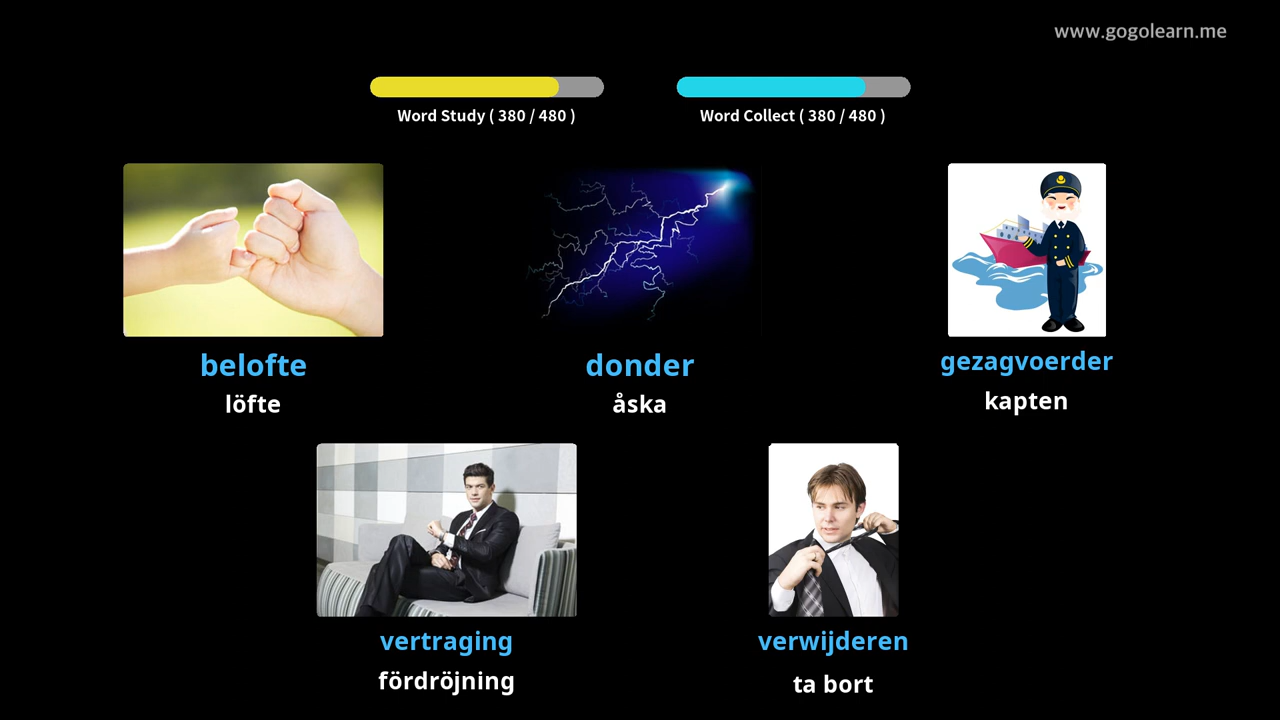 www.gogolearn.me
Word Study ( 380 / 480 )
Word Collect ( 380 / 480 )
belofte
löfte
donder
åska
gezagvoerder
kapten
vertraging
fördröjning
verwijderen
ta bort